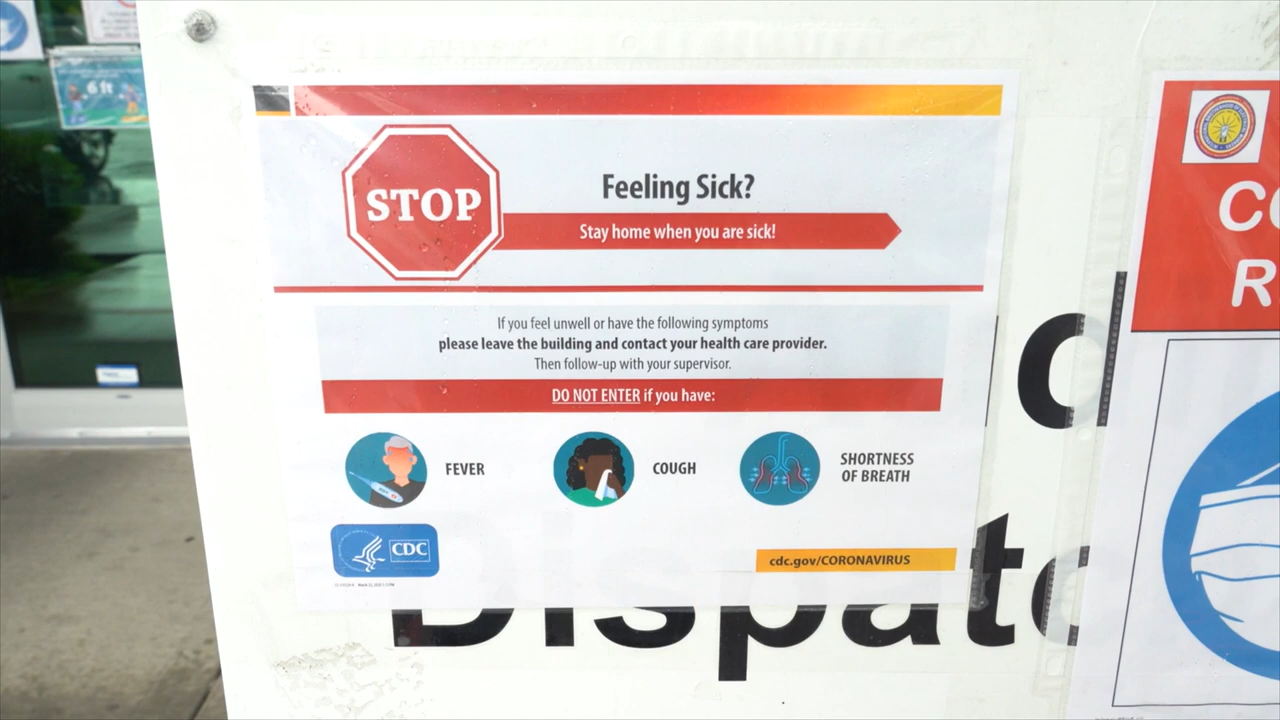 6 ft
STOP
Feeling Sick?
Stay home when you are sick!
If you feel unwell or have the following symptoms
please leave the building and contact your health care provider.
Then follow-up with your supervisor.
DO NOT ENTER if you have:
FEVER
COUGH
SHORTNESS
OF BREATH
CDC
cdc.gov/CORONAVIRUS
Dispatc
CO
R